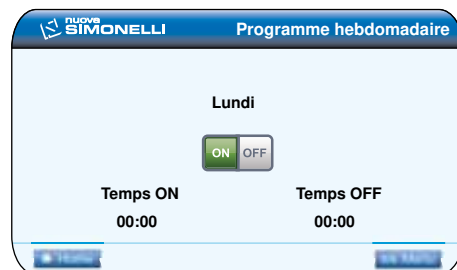 nuova
SIMONELLI
Programme hebdomadaire
Lundi
ON OFF
Temps ON Temps OFF
00:00 00:00